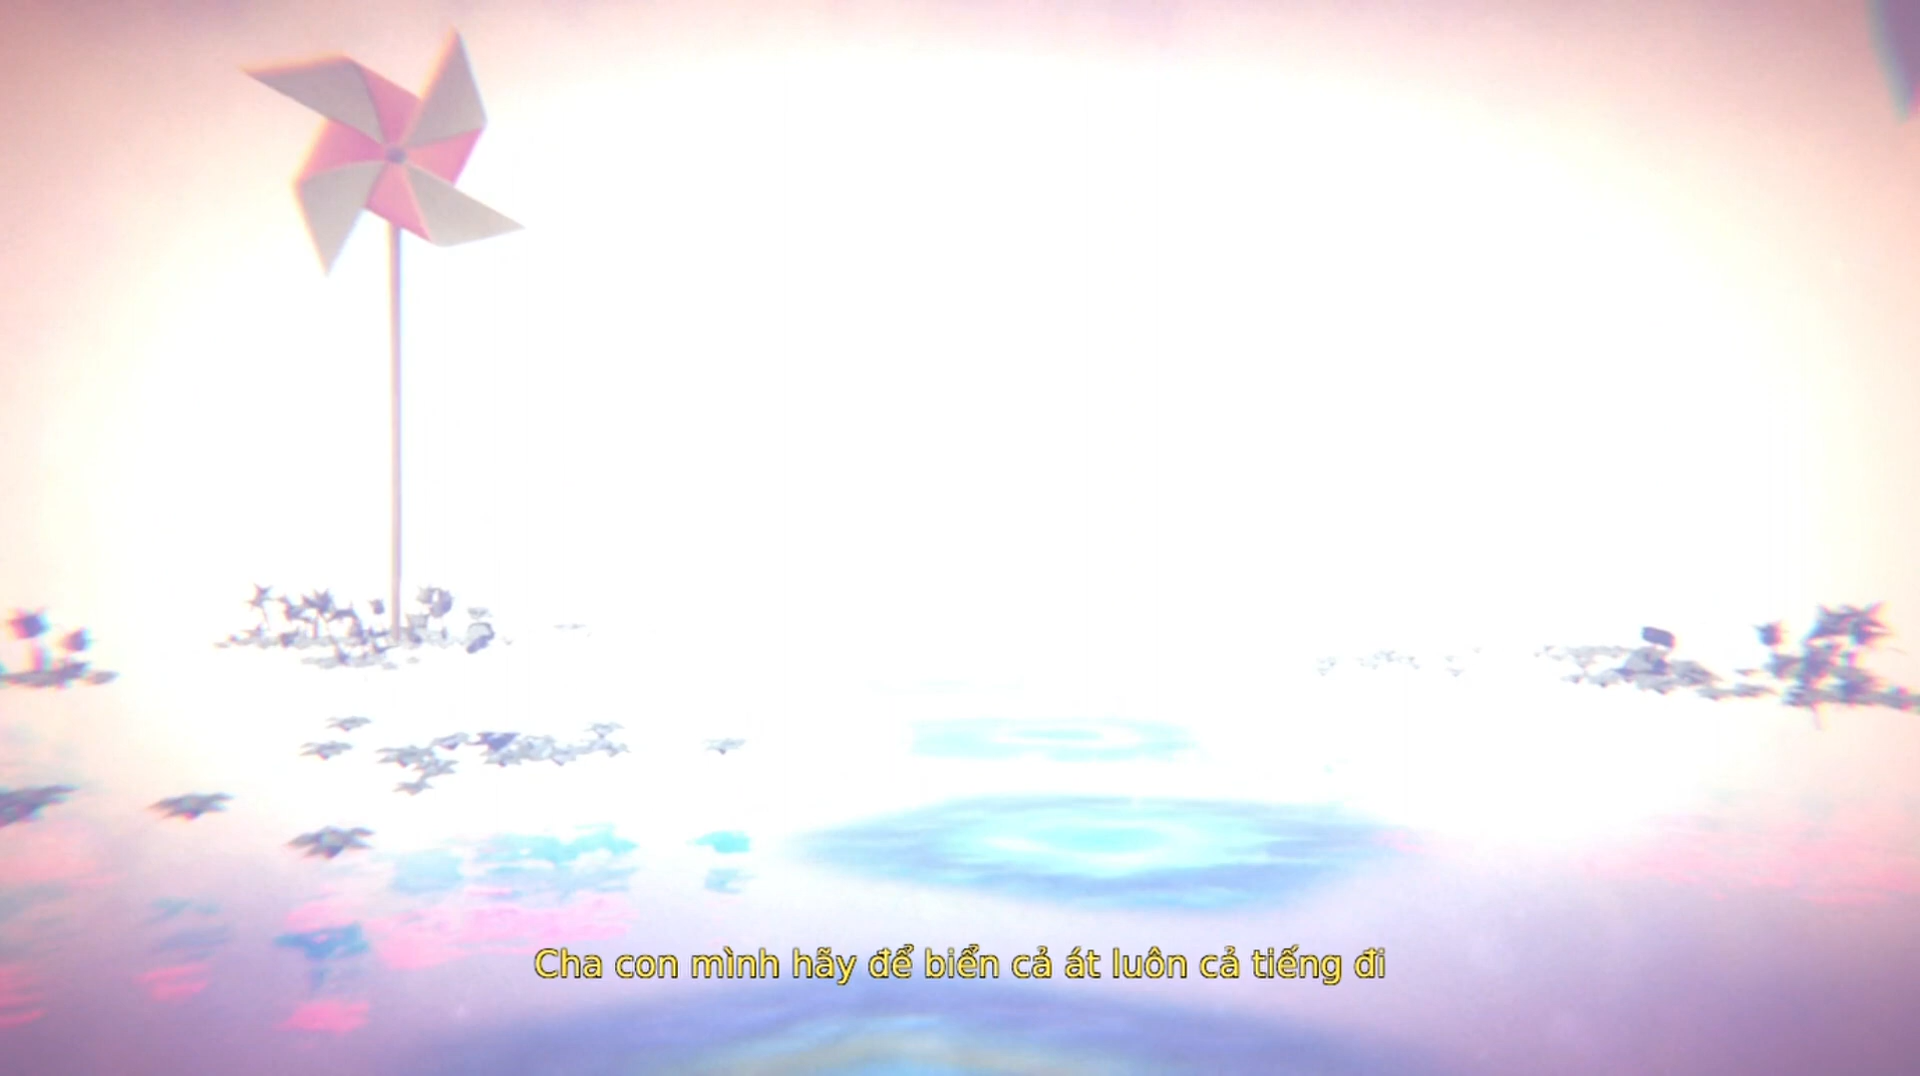 Cha con mình hãy để biển cả át luôn cả tiếng đi